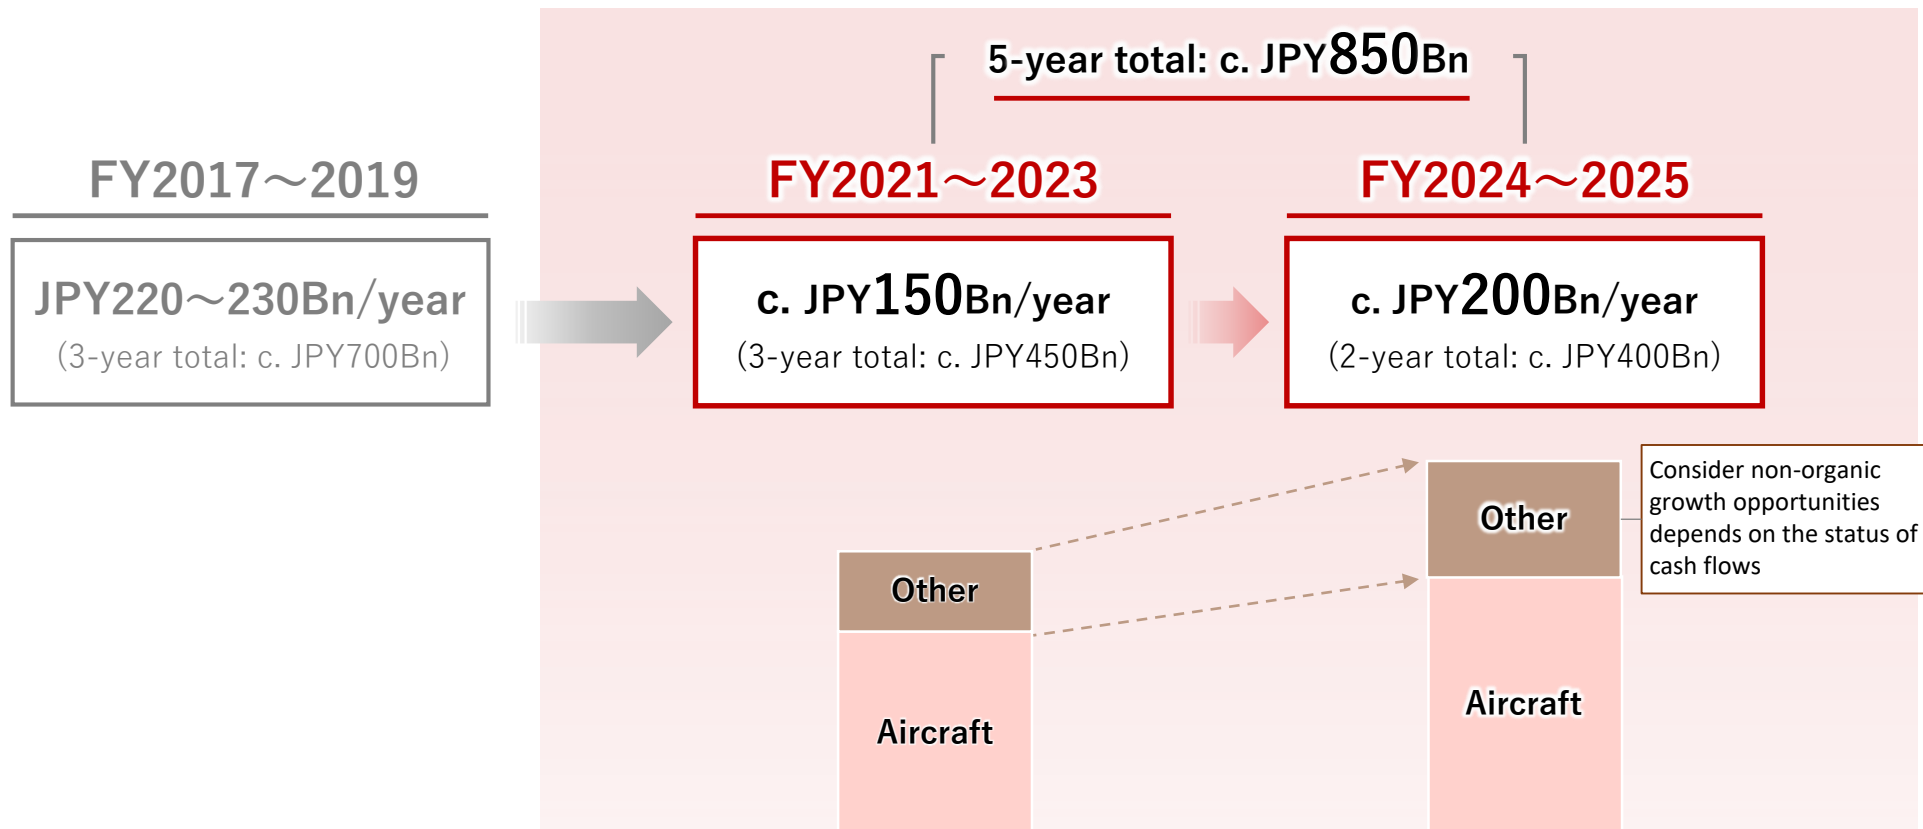 5-year total: c. JPY850Bn
FY2017～2019
JPY220～230Bn/year
(3-year total: c. JPY700Bn)
FY2021～2023
c. JPY150Bn/year
(3-year total: c. JPY450Bn)
FY2024～2025
c. JPY200Bn/year
(2-year total: c. JPY400Bn)
Other
Aircraft
Other
Aircraft
Consider non-organic
growth opportunities
depends on the status of
cash flows